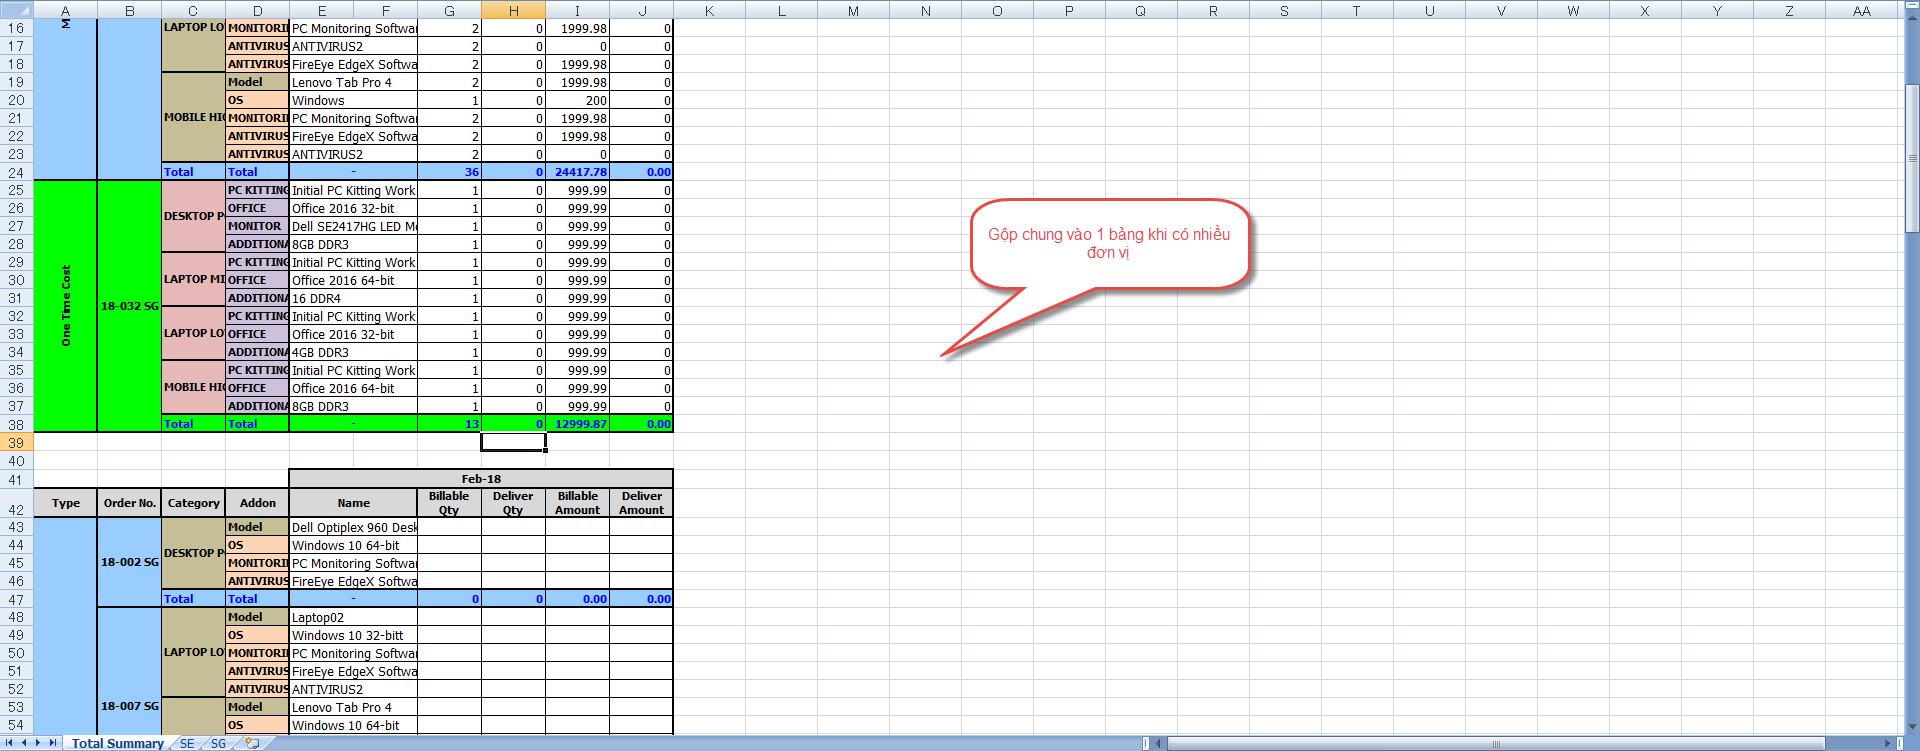 A B C D E F G H I J K L M N O P Q R S T U V W X Y Z AA
16 LAPTOP LO MONITORI PC Monitoring Softwar 2 0 1999.98 0
17 ANTIVIRUS ANTIVIRUS2 2 0 0 0
18 ANTIVIRUS FireEye EdgeX Softwa 2 0 1999.98 0
19 Model Lenovo Tab Pro 4 2 0 1999.98 0
20 OS Windows 1 0 200 0
21 MOBILE HIG MONITORI PC Monitoring Softwar 2 0 1999.98 0
22 ANTIVIRUS FireEye EdgeX Softwa 2 0 1999.98 0
23 ANTIVIRUS ANTIVIRUS2 2 0 0 0
24 Total Total - 36 0 24417.78 0.00
25 PC KITTING Initial PC Kitting Work 1 0 999.99 0
26 DESKTOP P OFFICE Office 2016 32-bit 1 0 999.99 0
27 MONITOR Dell SE2417HG LED M 1 0 999.99 0
28 ADDITIONA 8GB DDR3 1 0 999.99 0
29 PC KITTING Initial PC Kitting Work 1 0 999.99 0
30 LAPTOP MI OFFICE Office 2016 64-bit 1 0 999.99 0
31 One Time Cost 18-032 SG ADDITIONA 16 DDR4 1 0 999.99 0
32 PC KITTING Initial PC Kitting Work 1 0 999.99 0
33 LAPTOP LO OFFICE Office 2016 32-bit 1 0 999.99 0
34 ADDITIONA 4GB DDR3 1 0 999.99 0
35 PC KITTING Initial PC Kitting Work 1 0 999.99 0
36 MOBILE HIG OFFICE Office 2016 64-bit 1 0 999.99 0
37 ADDITIONA 8GB DDR3 1 0 999.99 0
38 Total Total - 13 0 12999.87 0.00
39
40
41 Feb-18
42 Type Order No. Category Addon Name Billable Qty Deliver Qty Billable Amount Deliver Amount
43 Model Dell Optiplex 960 Desk
44 OS Windows 10 64-bit
45 18-002 SG DESKTOP P MONITORI PC Monitoring Softwar
46 ANTIVIRUS FireEye EdgeX Softwa
47 Total Total - 0 0 0.00 0.00
48 Model Laptop02
49 OS Windows 10 32-bitt
50 LAPTOP LO MONITORI PC Monitoring Softwar
51 ANTIVIRUS FireEye EdgeX Softwa
52 ANTIVIRUS ANTIVIRUS2
53 18-007 SG Model Lenovo Tab Pro 4
54 OS Windows 10 64-bit
Gộp chung vào 1 bảng khi có nhiều
đơn vị
Total Summary SE SG